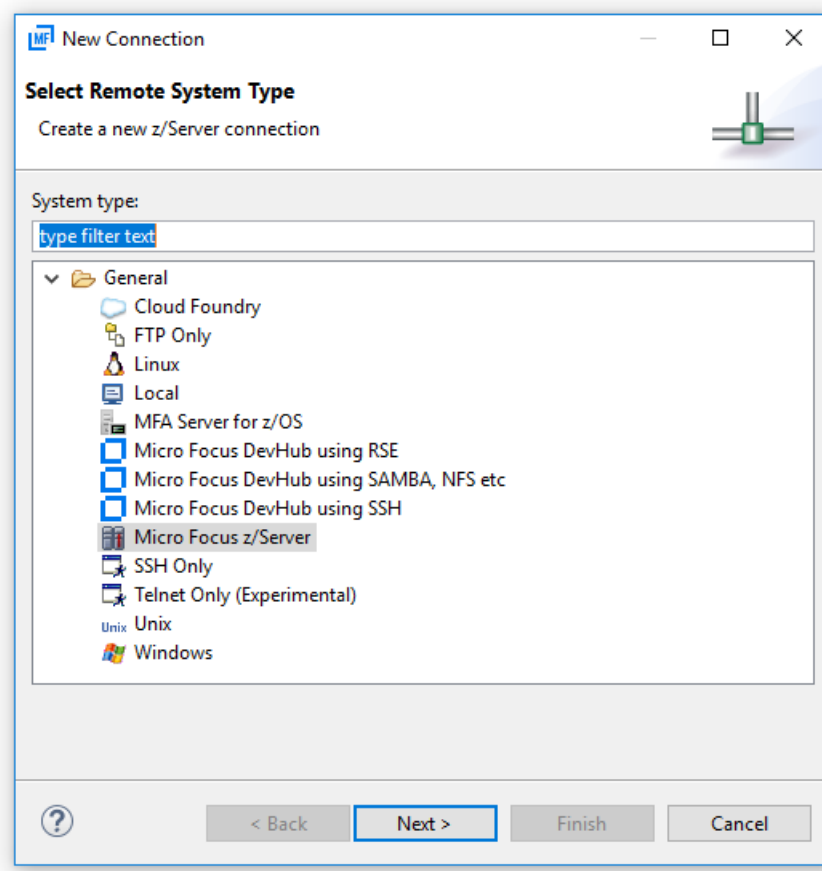 MF New Connection
Select Remote System Type
Create a new z/Server connection
System type:
type filter text
General
Cloud Foundry
FTP Only
Linux
Local
MFA Server for z/OS
Micro Focus DevHub using RSE
Micro Focus DevHub using SAMBA, NFS etc
Micro Focus DevHub using SSH
Micro Focus z/Server
SSH Only
Telnet Only (Experimental)
Unix Unix
Windows
? < Back Next > Finish Cancel